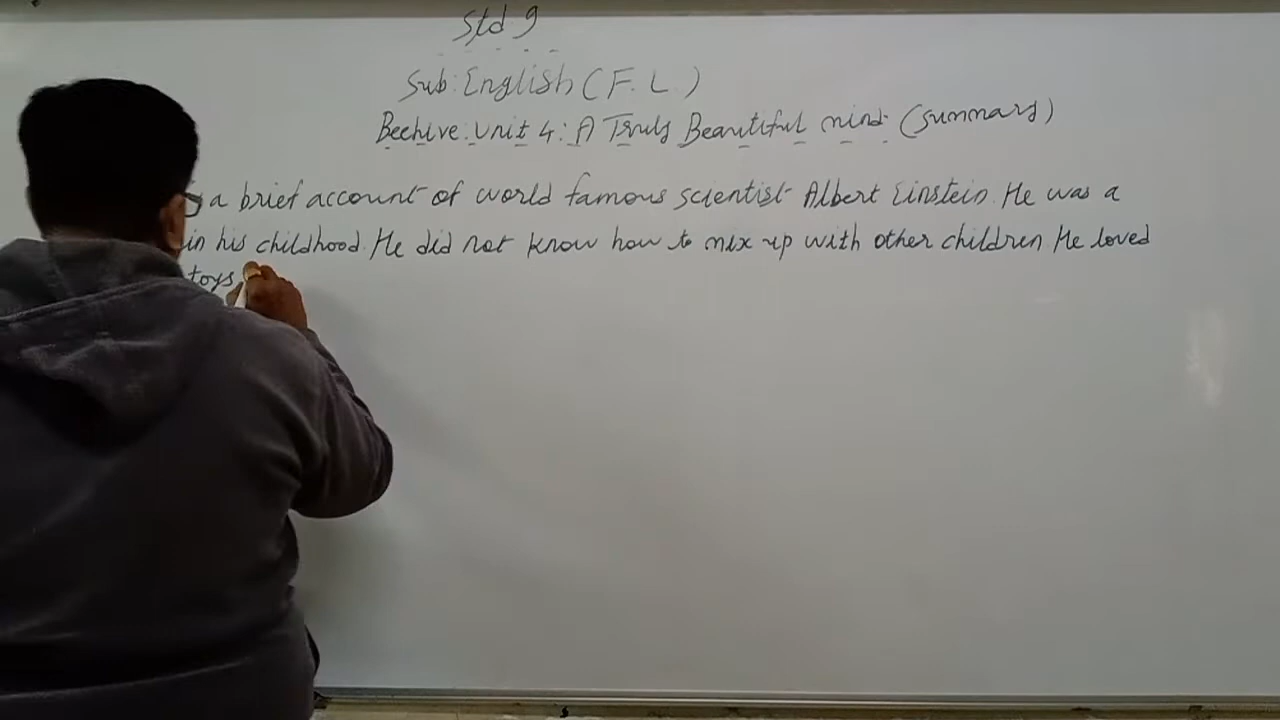 Std 9
Sub: English (F.L.)
Beehive: Unit 4: A Truly Beautiful Mind (Summary)
a brief account of world famous scientist Albert Einstein. He was a
in his childhood. He did not know how to mix up with other children He loved
toys